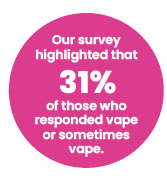 Our survey
highlighted that
31%
of those who
responded vape
or sometimes
vape.